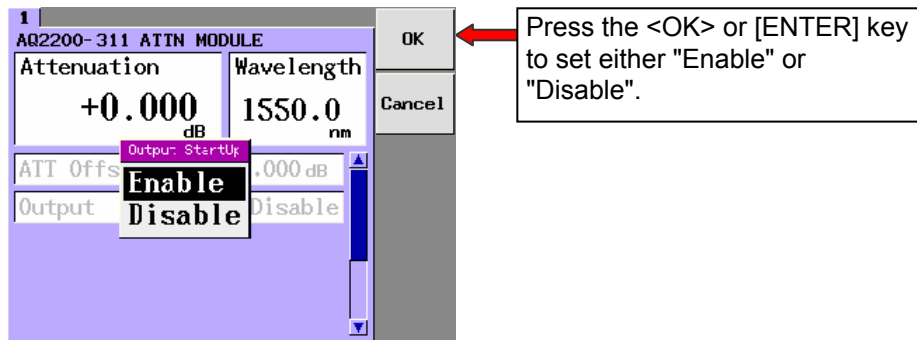 1
AQ2200-311 ATTN MODULE
Attenuation
+0.000
dB
Wavelength
1550.0
nm
ATT Offs
.000 dB
Output
Disable
Output StartUp
Enable
Disable
OK
Cancel
Press the <OK> or [ENTER] key
to set either "Enable" or
"Disable".